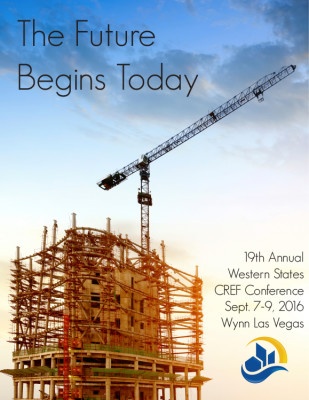 The Future
Begins Today
19th Annual
Western States
CREF Conference
Sept. 7-9, 2016
Wynn Las Vegas